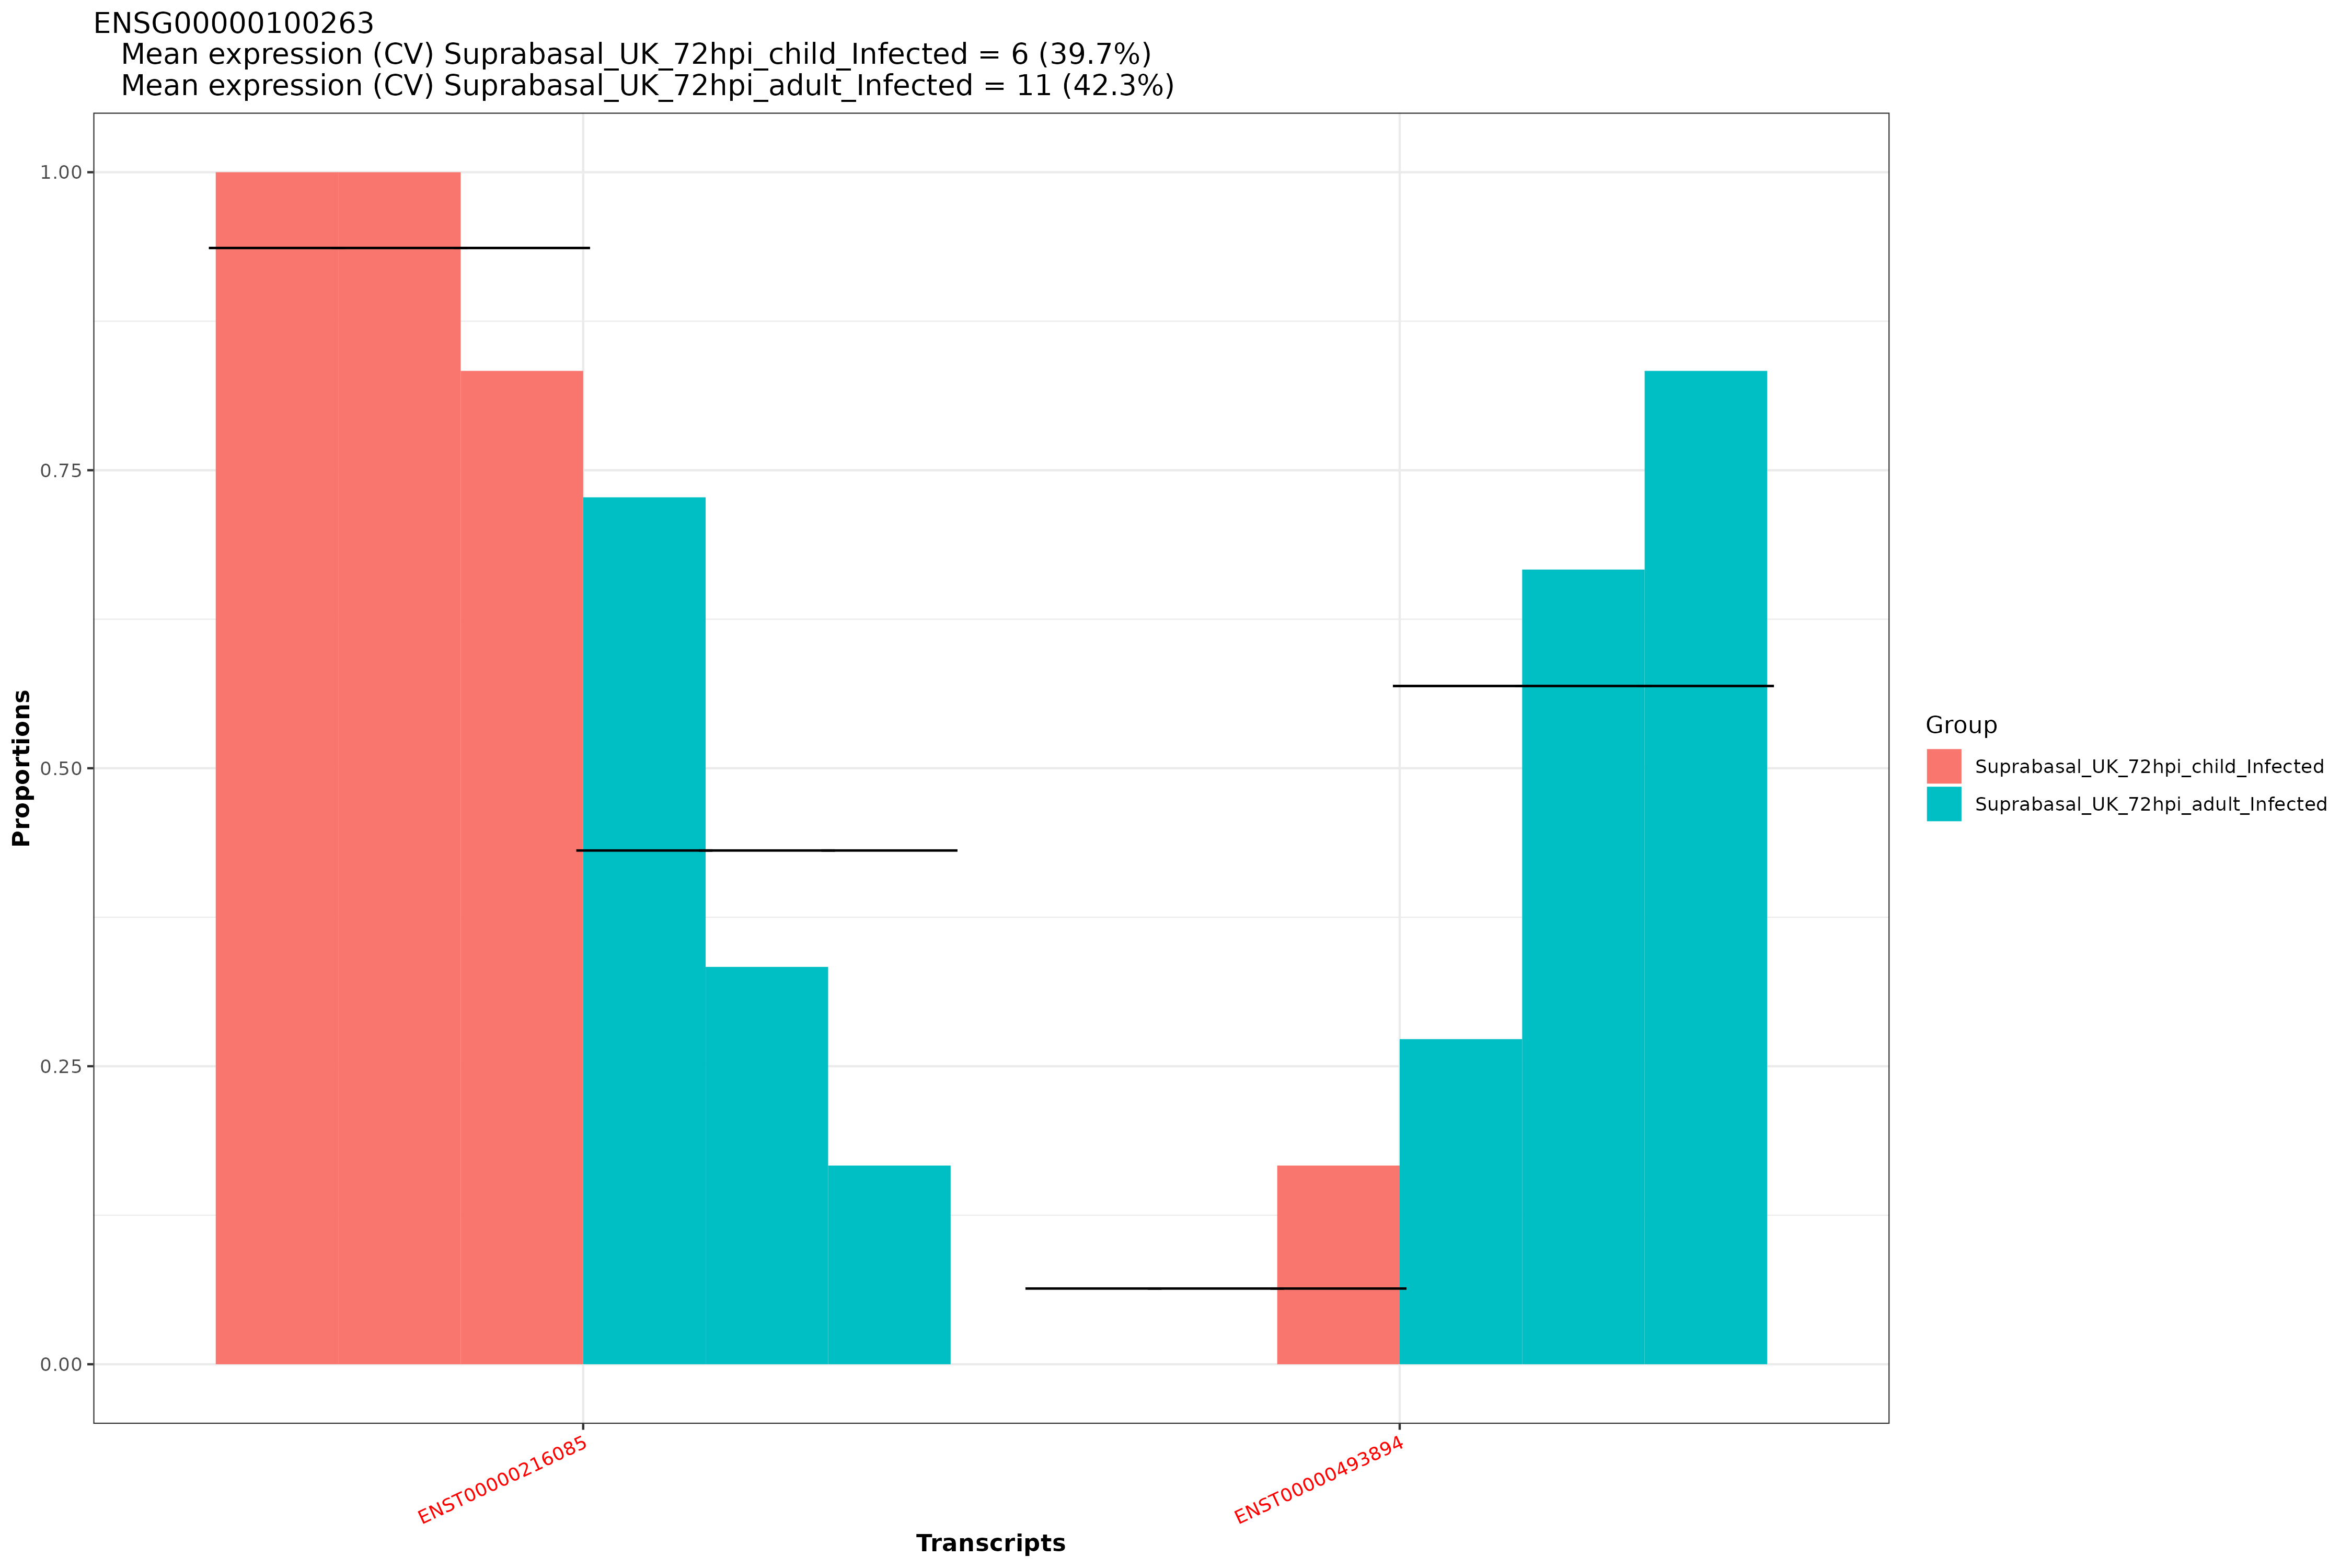 ENSG00000100263
Mean expression (CV) Suprabasal_UK_72hpi_child_Infected = 6 (39.7%)
Mean expression (CV) Suprabasal_UK_72hpi_adult_Infected = 11 (42.3%)
1.00
0.75
0.50
0.25
0.00
Proportions
ENST0000216085
ENST00000493894
Transcripts
Group
Suprabasal_UK_72hpi_child_Infected
Suprabasal_UK_72hpi_adult_Infected